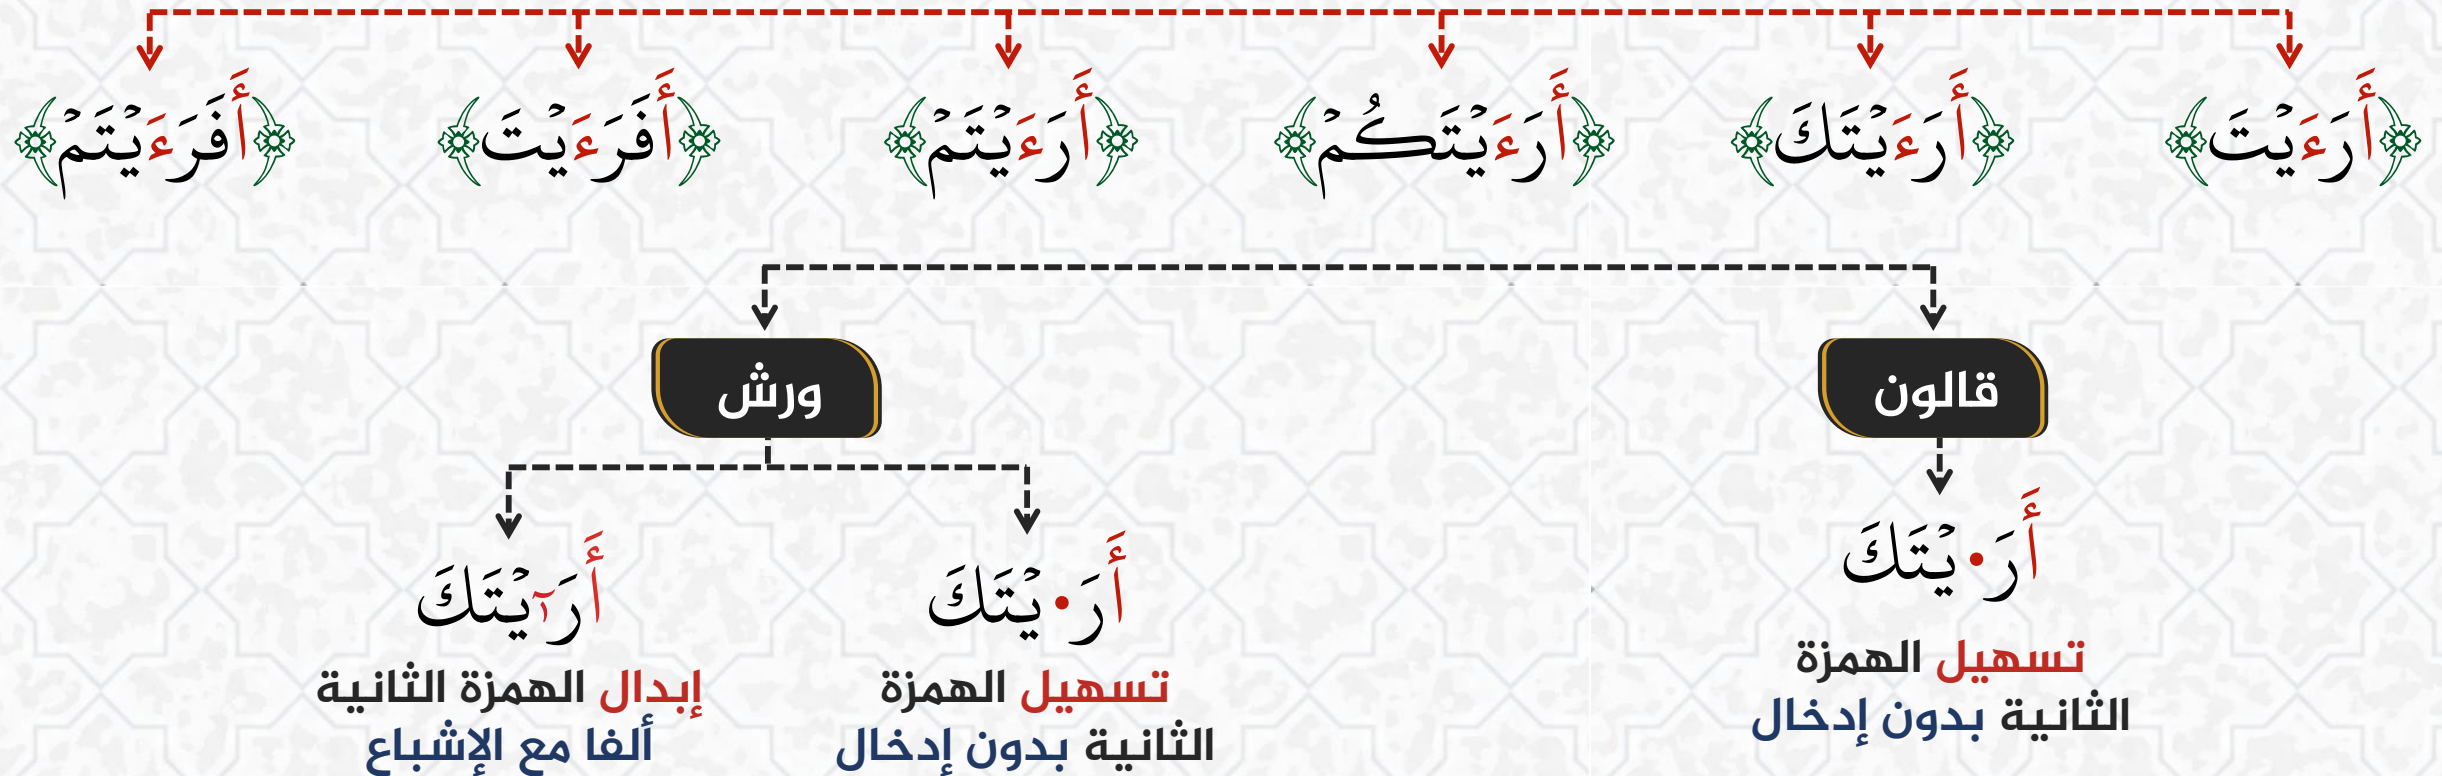 ﴿أَرَءَيْتَ﴾ ﴿أَرَءَيْتَكَ﴾ ﴿أَرَءَيْتَكُمْ﴾ ﴿أَرَءَيْتَمْ﴾ ﴿أَفَرَءَيْتَ﴾ ﴿أَفَرَءَيْتَمْ﴾
قالون
ورش
أَرَ•يْتَكَ
تسهيل الهمزة
الثانية بدون إدخال
أَرَ•يْتَكَ
تسهيل الهمزة
الثانية بدون إدخال
أَرَآيْتَكَ
إبدال الهمزة الثانية
ألفا مع الإشباع